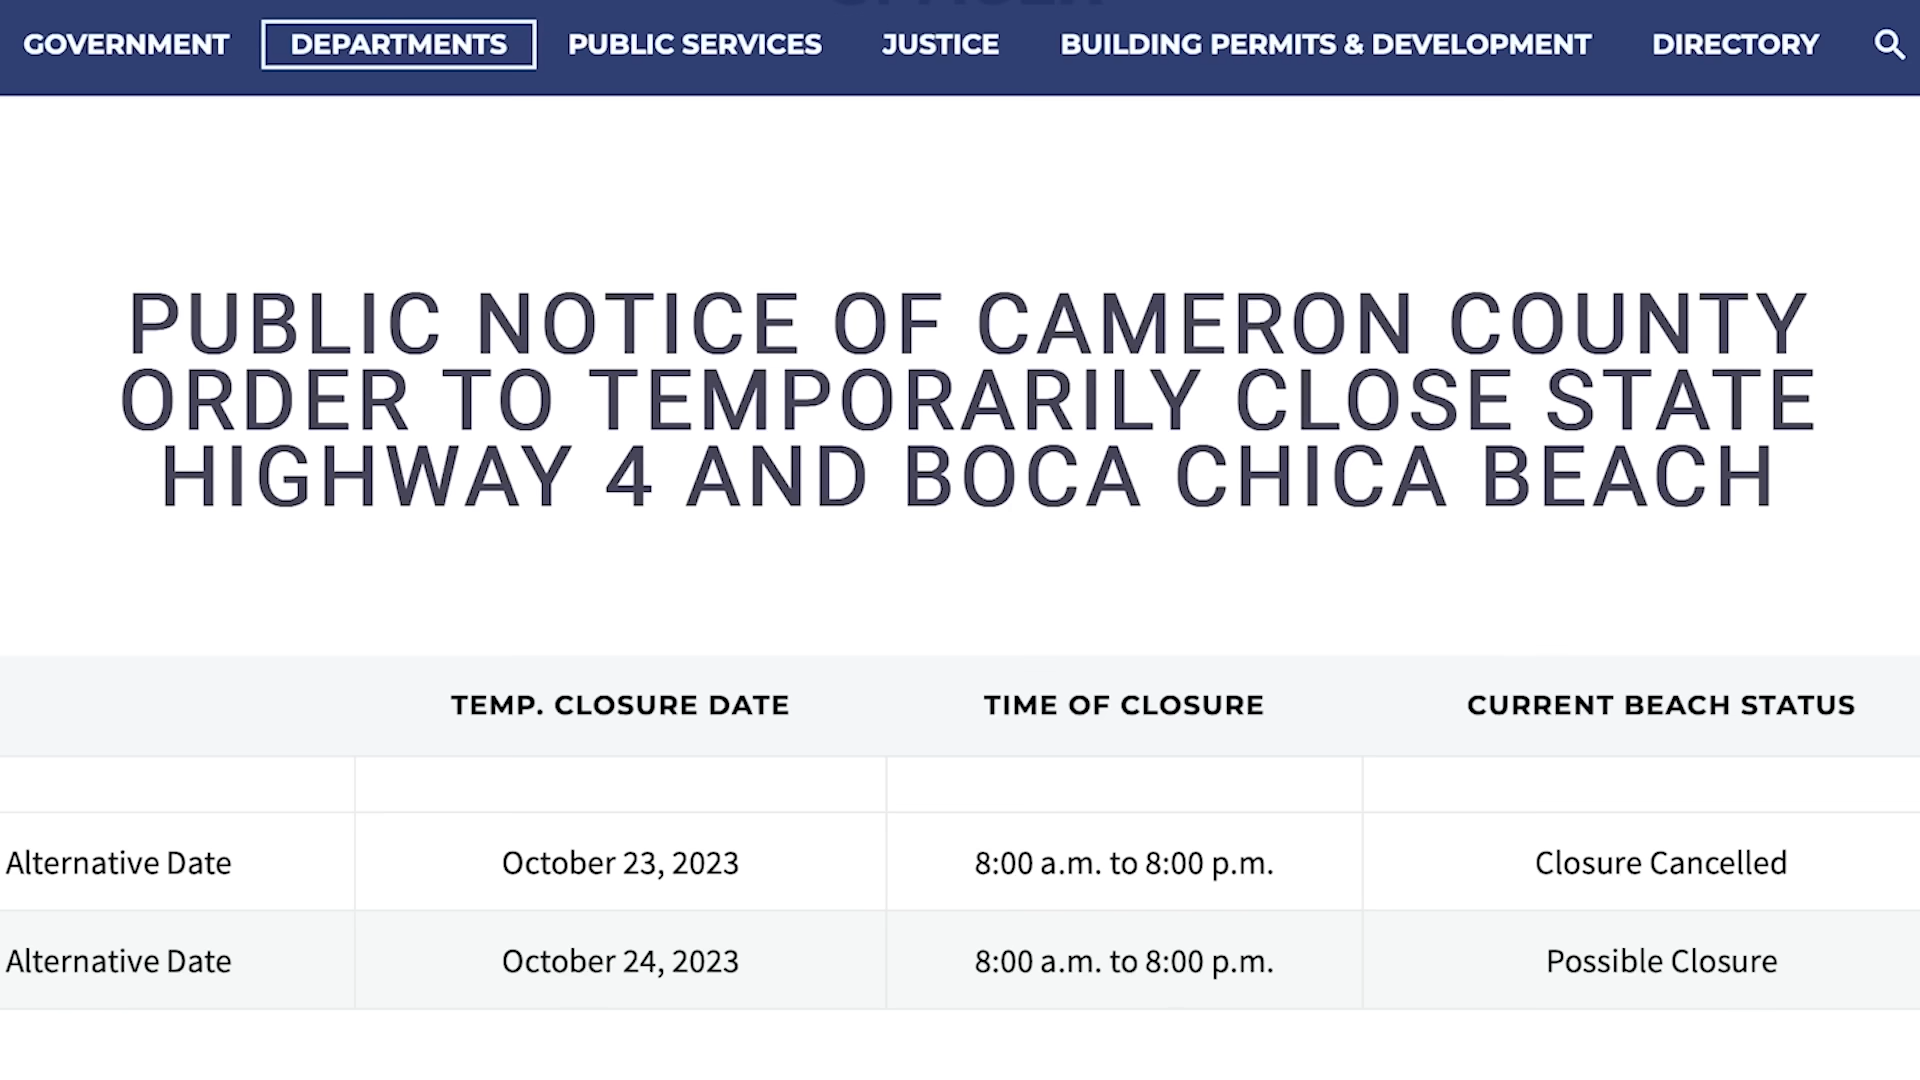 GOVERNMENT DEPARTMENTS PUBLIC SERVICES JUSTICE BUILDING PERMITS & DEVELOPMENT DIRECTORY
PUBLIC NOTICE OF CAMERON COUNTY
ORDER TO TEMPORARILY CLOSE STATE
HIGHWAY 4 AND BOCA CHICA BEACH
TEMP. CLOSURE DATE TIME OF CLOSURE CURRENT BEACH STATUS
Alternative Date October 23, 2023 8:00 a.m. to 8:00 p.m. Closure Cancelled
Alternative Date October 24, 2023 8:00 a.m. to 8:00 p.m. Possible Closure